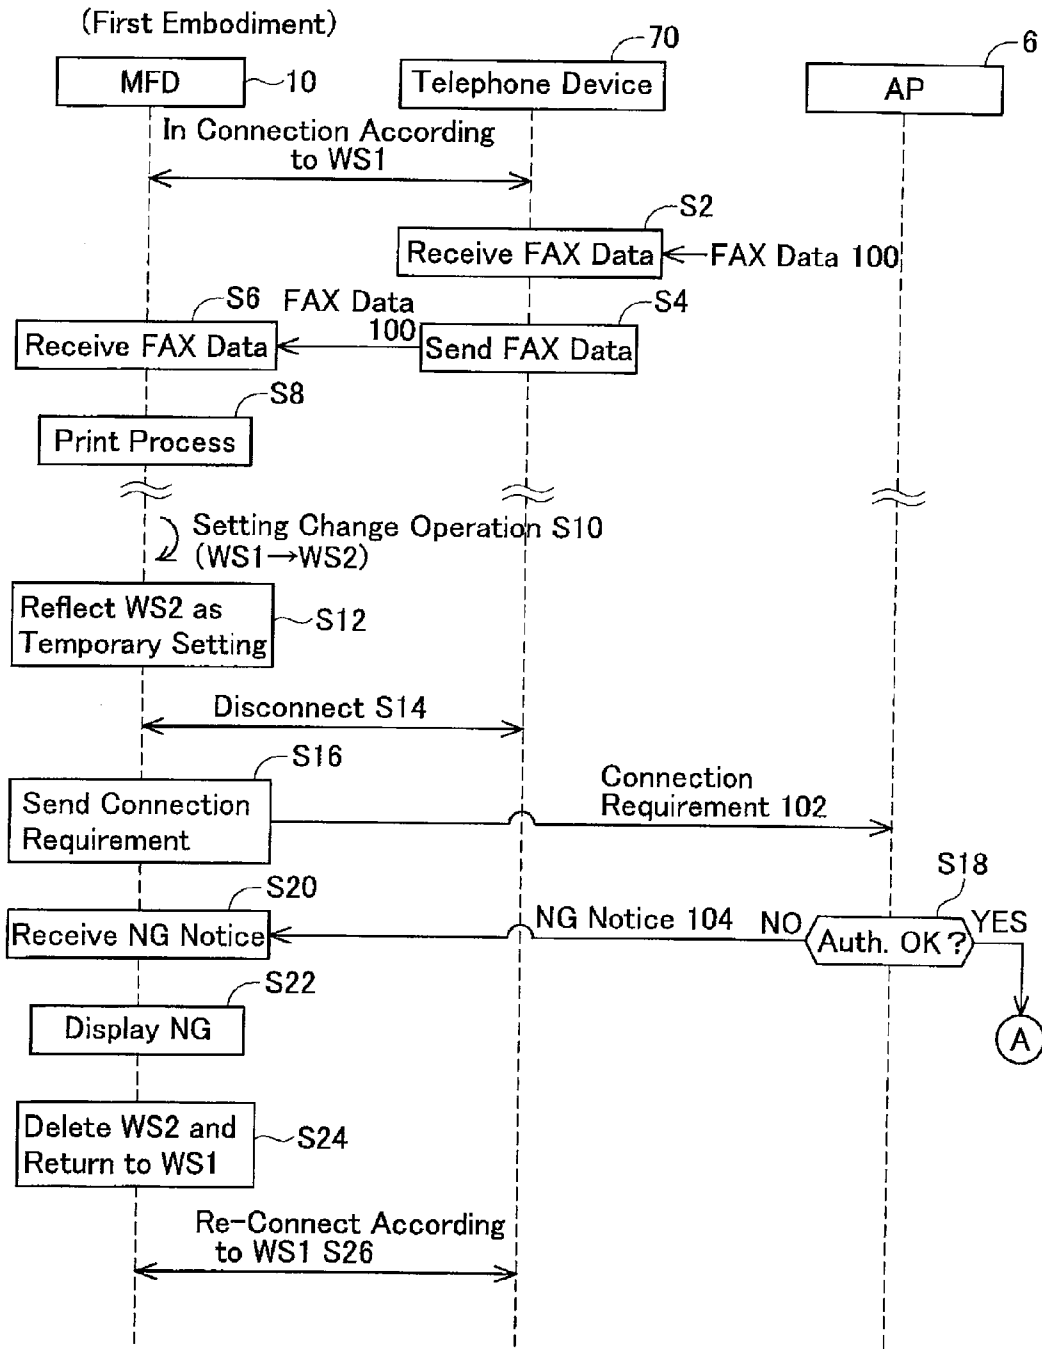 (First Embodiment)
70
6
MFD
10
Telephone Device
AP
In Connection According
to WS1
S2
Receive FAX Data
FAX Data 100
S6
FAX Data
100
S4
Receive FAX Data
Send FAX Data
S8
Print Process
Setting Change Operation S10
(WS1→WS2)
Reflect WS2 as
Temporary Setting
S12
Disconnect S14
S16
Send Connection
Requirement
Connection
Requirement 102
S18
S20
Receive NG Notice
NG Notice 104
NO
Auth. OK?
YES
S22
Display NG
A
Delete WS2 and
Return to WS1
S24
Re-Connect According
to WS1 S26